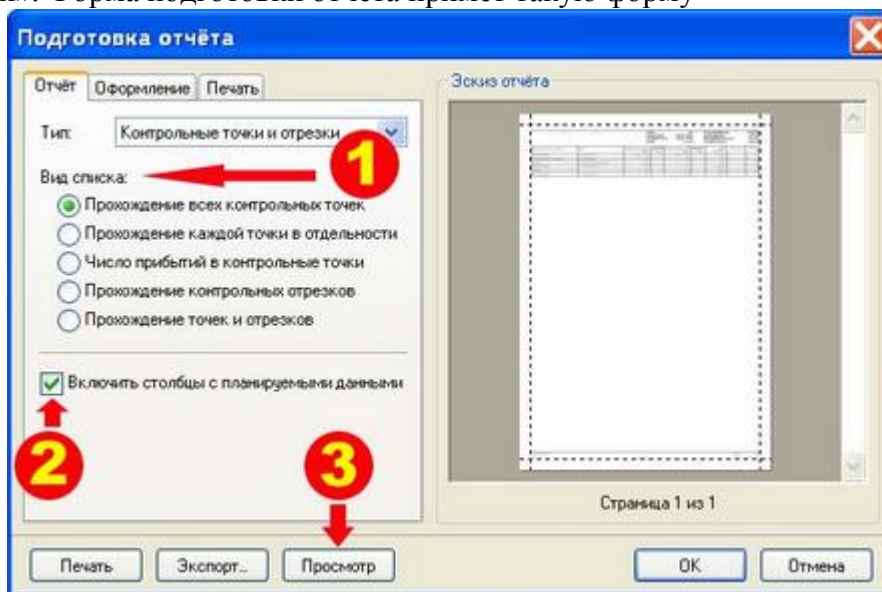 Форма подготовки отчёта примет такую форму
Подготовка отчёта
Отчёт Оформление Печать
Тип: Контрольные точки и отрезки
1
Вид списка:
Прохождение всех контрольных точек
Прохождение каждой точки в отдельности
Число прибытий в контрольные точки
Прохождение контрольных отрезков
Прохождение точек и отрезков
Включить столбцы с планируемыми данными
2
3
Эскиз отчёта
Страница 1 из 1
Печать Экспорт... Просмотр OK Отмена